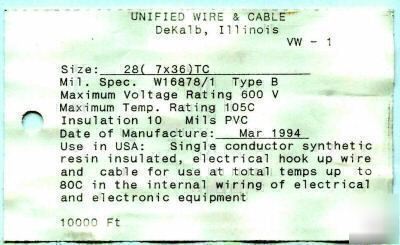 UNIFIED WIRE & CABLE
DeKalb, Illinois
VW - 1
Size: 28( 7x36)TC
Mil. Spec. W16878/1 Type B
Maximum Voltage Rating 600 V
Maximum Temp. Rating 105C
Insulation 10 Mils PVC
Date of Manufacture: Mar 1994
Use in USA: Single conductor synthetic
resin insulated, electrical hook up wire
and cable for use at total temps up to
80C in the internal wiring of electrical
and electronic equipment
10000 Ft